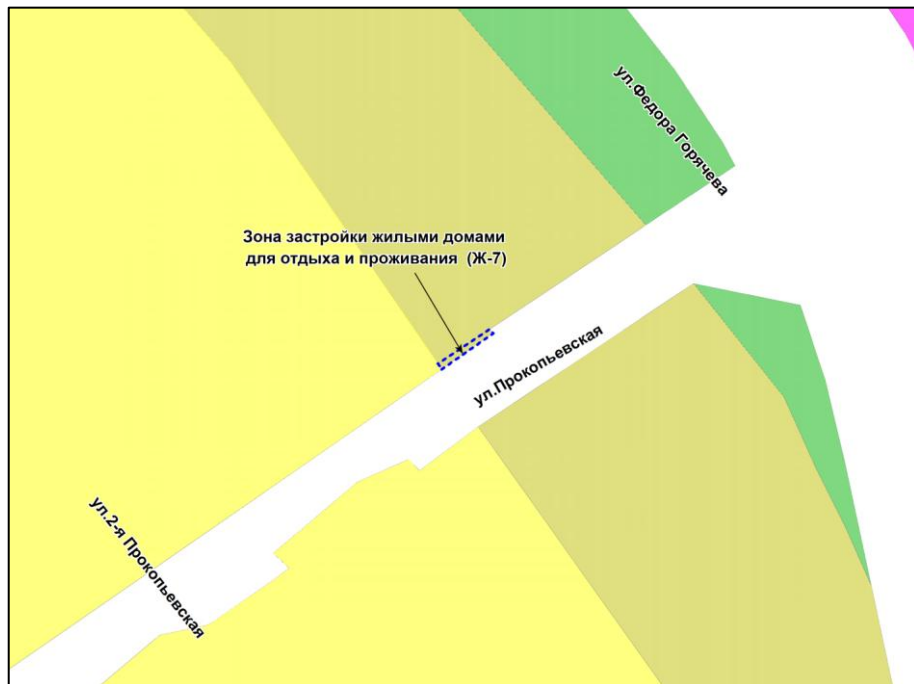 ул.Федора Горячева
Зона застройки жилыми домами
для отдыха и проживания (Ж-7)
ул.Прокопьевская
ул.2-я Прокопьевская